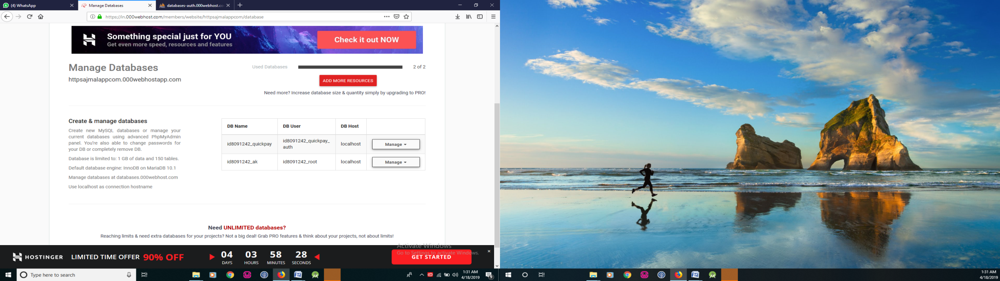 (4) WhatsApp
Manage Databases
databases-auth.000webhost.co
https://in.000webhost.com/members/website/httpsajmalappcom/database
Something special just for YOU
Get even more speed, resources and features
Check it out NOW
Manage Databases
Used Databases
2 of 2
httpsajmalappcom.000webhostapp.com
ADD MORE RESOURCES
Need more? Increase database size & quantity simply by upgrading to PRO!
Create & manage databases
Create new MySQL databases or manage your
current databases using advanced PhpMyAdmin
panel. You're also able to change passwords for
your DB or completely remove DB.
Database is limited to: 1 GB of data and 150 tables.
Default database engine: InnoDB on MariaDB 10.1
Manage databases at databases.000webhost.com
Use localhost as connection hostname
DB Name DB User DB Host
id8091242_quickpay id8091242_quickpay_ localhost Manage
auth
id8091242_ak id8091242_root localhost Manage
Need UNLIMITED databases?
Reaching limits & need extra databases for your projects? Not a big deal! Grab PRO features & think about your projects, not about limits!
Activate Windows
Go to Settings to activate Windows.
HOSTINGER LIMITED TIME OFFER 90% OFF
04 03 58 28
DAYS HOURS MINUTES SECONDS
GET STARTED
Type here to search
1:31 AM
4/18/2019
9
1:31 AM
4/18/2019